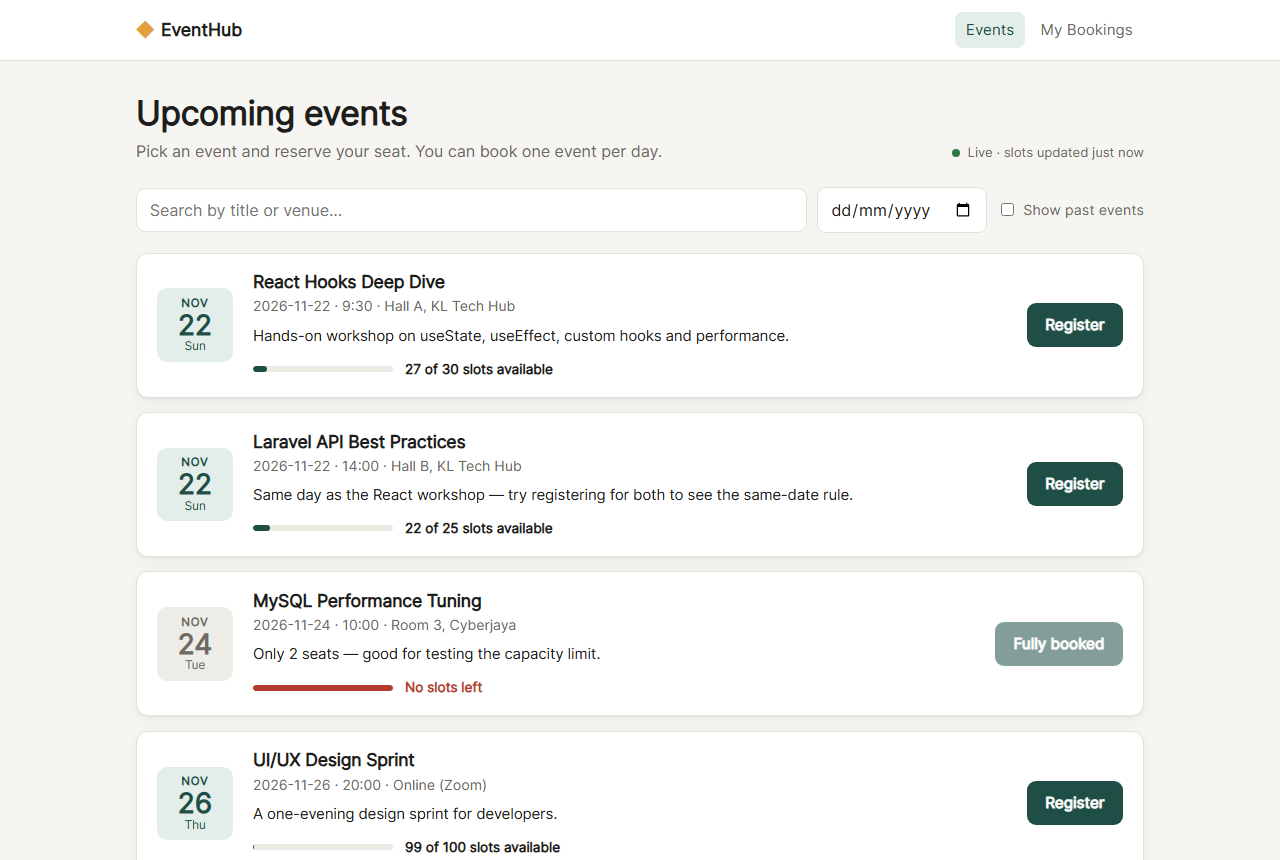 EventHub
Events
My Bookings
Upcoming events
Pick an event and reserve your seat. You can book one event per day.
Live · slots updated just now
Search by title or venue...
dd/mm/yyyy
Show past events
NOV
22
Sun
React Hooks Deep Dive
2026-11-22 · 9:30 · Hall A, KL Tech Hub
Hands-on workshop on useState, useEffect, custom hooks and performance.
27 of 30 slots available
Register
NOV
22
Sun
Laravel API Best Practices
2026-11-22 · 14:00 · Hall B, KL Tech Hub
Same day as the React workshop — try registering for both to see the same-date rule.
22 of 25 slots available
Register
NOV
24
Tue
MySQL Performance Tuning
2026-11-24 · 10:00 · Room 3, Cyberjaya
Only 2 seats — good for testing the capacity limit.
No slots left
Fully booked
NOV
26
Thu
UI/UX Design Sprint
2026-11-26 · 20:00 · Online (Zoom)
A one-evening design sprint for developers.
99 of 100 slots available
Register